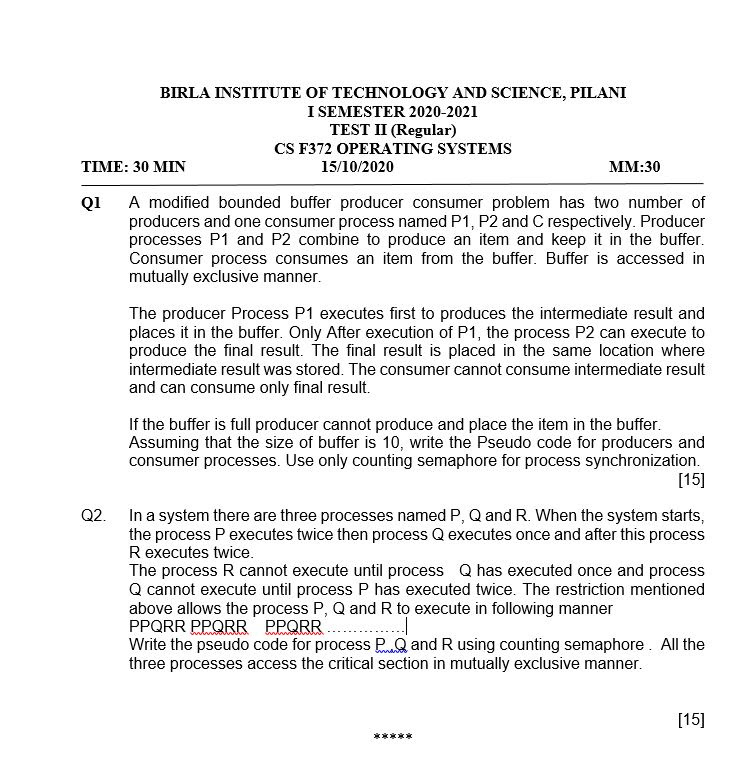 BIRLA INSTITUTE OF TECHNOLOGY AND SCIENCE, PILANI
I SEMESTER 2020-2021
TEST II (Regular)
CS F372 OPERATING SYSTEMS
TIME: 30 MIN 15/10/2020 MM:30
Q1 A modified bounded buffer producer consumer problem has two number of
producers and one consumer process named P1, P2 and C respectively. Producer
processes P1 and P2 combine to produce an item and keep it in the buffer.
Consumer process consumes an item from the buffer. Buffer is accessed in
mutually exclusive manner.
The producer Process P1 executes first to produces the intermediate result and
places it in the buffer. Only After execution of P1, the process P2 can execute to
produce the final result. The final result is placed in the same location where
intermediate result was stored. The consumer cannot consume intermediate result
and can consume only final result.
If the buffer is full producer cannot produce and place the item in the buffer.
Assuming that the size of buffer is 10, write the Pseudo code for producers and
consumer processes. Use only counting semaphore for process synchronization.
[15]
Q2. In a system there are three processes named P, Q and R. When the system starts,
the process P executes twice then process Q executes once and after this process
R executes twice.
The process R cannot execute until process Q has executed once and process
Q cannot execute until process P has executed twice. The restriction mentioned
above allows the process P, Q and R to execute in following manner
PPQRR PPQRR PPQRR ...............
Write the pseudo code for process P ,Q and R using counting semaphore . All the
three processes access the critical section in mutually exclusive manner.
[15]
*****